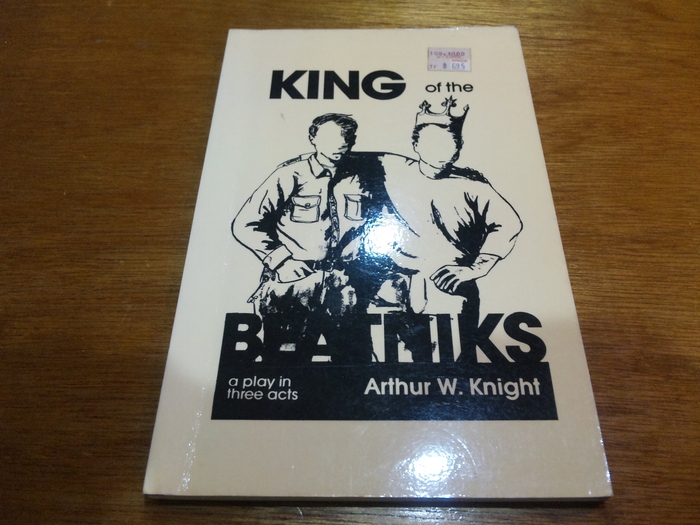 KING of the
BEATNIKS
a play in
three acts
Arthur W. Knight